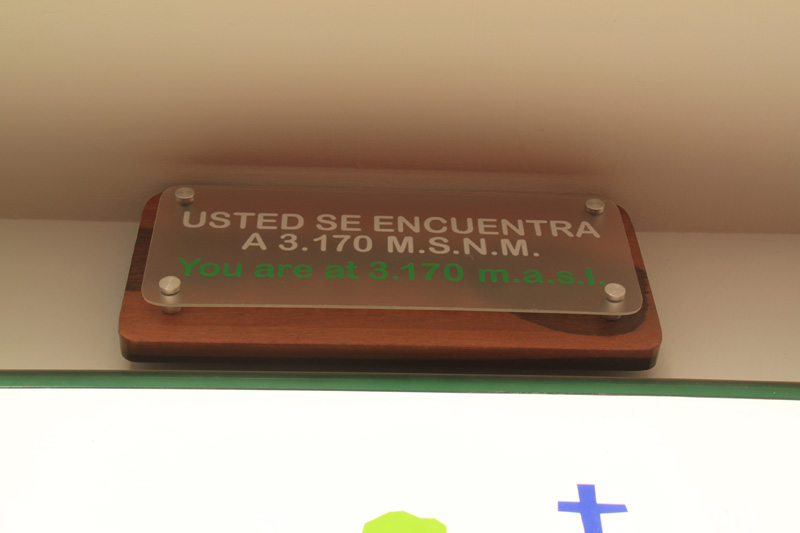 USTED SE ENCUENTRA
A 3.170 M.S.N.M.
You are at 3.170 m.a.s.l.